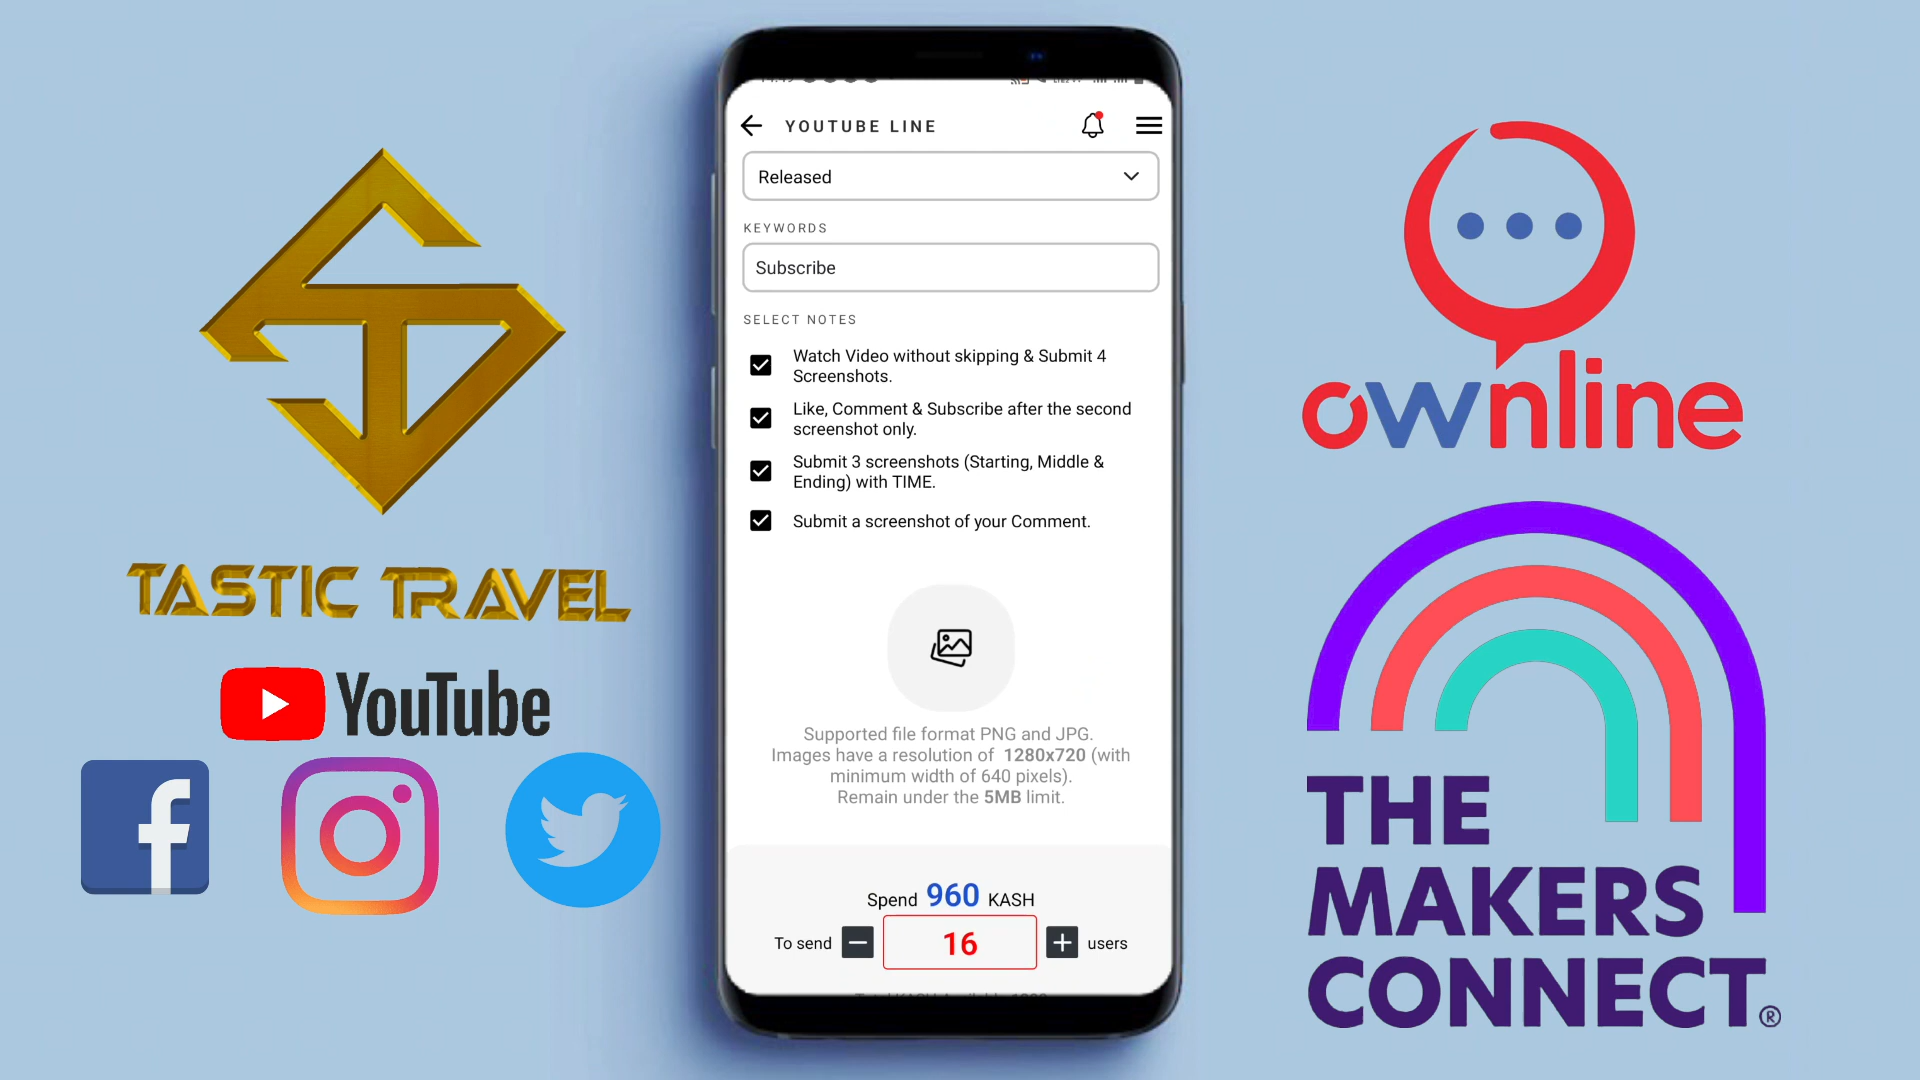 YOUTUBE LINE
Released
KEYWORDS
Subscribe
SELECT NOTES
Watch Video without skipping & Submit 4
Screenshots.
Like, Comment & Subscribe after the second
screenshot only.
Submit 3 screenshots (Starting, Middle &
Ending) with TIME.
Submit a screenshot of your Comment.
Supported file format PNG and JPG.
Images have a resolution of 1280x720 (with
minimum width of 640 pixels).
Remain under the 5MB limit.
Spend 960 KASH
To send 16 users
TASTIC TRAVEL
YouTube
ownline
THE
MAKERS
CONNECT®